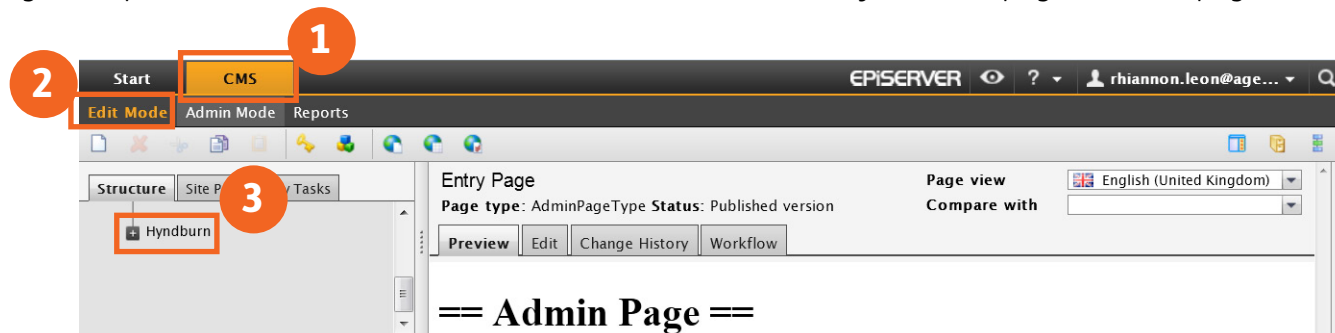 1
2
Start CMS EPiSERVER ? rhiannon.leon@age...
Edit Mode Admin Mode Reports
Structure Site P Tasks
3
Hyndburn
Entry Page
Page type: AdminPageType Status: Published version
Page view English (United Kingdom)
Compare with
Preview Edit Change History Workflow
== Admin Page ==